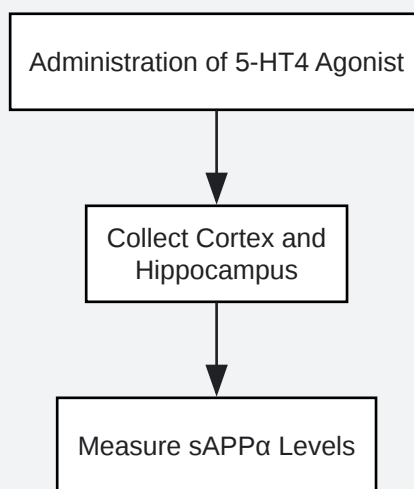 Administration of 5-HT4 Agonist
Collect Cortex and
Hippocampus
Measure sAPPα Levels